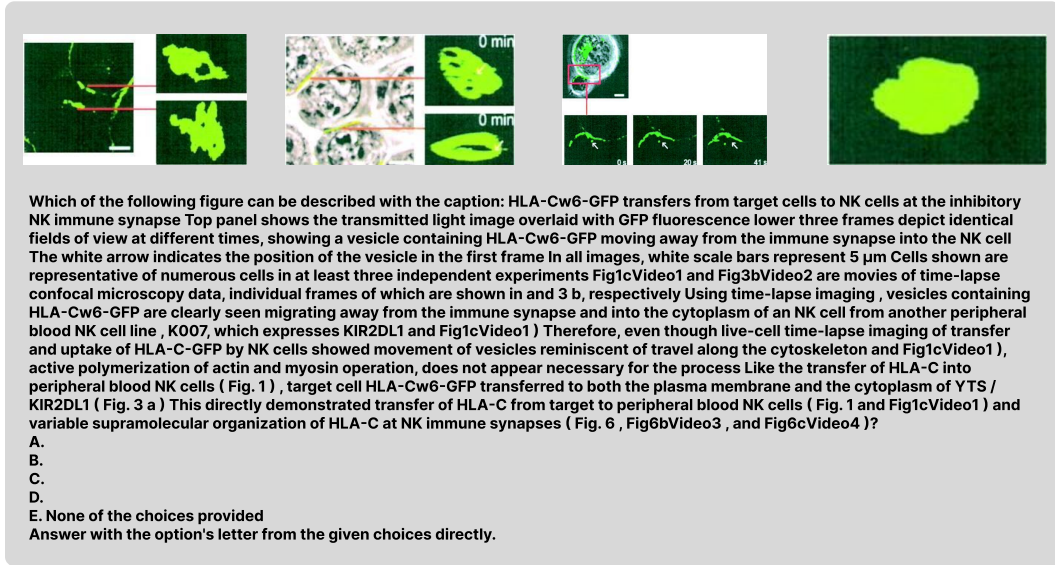 0 min
0 min
0 s
20 s
41 s
Which of the following figure can be described with the caption: HLA-Cw6-GFP transfers from target cells to NK cells at the inhibitory
NK immune synapse Top panel shows the transmitted light image overlaid with GFP fluorescence lower three frames depict identical
fields of view at different times, showing a vesicle containing HLA-Cw6-GFP moving away from the immune synapse into the NK cell
The white arrow indicates the position of the vesicle in the first frame In all images, white scale bars represent 5 μm Cells shown are
representative of numerous cells in at least three independent experiments Fig1cVideo1 and Fig3bVideo2 are movies of time-lapse
confocal microscopy data, individual frames of which are shown in and 3 b, respectively Using time-lapse imaging , vesicles containing
HLA-Cw6-GFP are clearly seen migrating away from the immune synapse and into the cytoplasm of an NK cell from another peripheral
blood NK cell line , K007, which expresses KIR2DL1 and Fig1cVideo1 ) Therefore, even though live-cell time-lapse imaging of transfer
and uptake of HLA-C-GFP by NK cells showed movement of vesicles reminiscent of travel along the cytoskeleton and Fig1cVideo1 ),
active polymerization of actin and myosin operation, does not appear necessary for the process Like the transfer of HLA-C into
peripheral blood NK cells ( Fig. 1 ) , target cell HLA-Cw6-GFP transferred to both the plasma membrane and the cytoplasm of YTS /
KIR2DL1 ( Fig. 3 a ) This directly demonstrated transfer of HLA-C from target to peripheral blood NK cells ( Fig. 1 and Fig1cVideo1 ) and
variable supramolecular organization of HLA-C at NK immune synapses ( Fig. 6 , Fig6bVideo3 , and Fig6cVideo4 )?
A.
B.
C.
D.
E. None of the choices provided
Answer with the option's letter from the given choices directly.